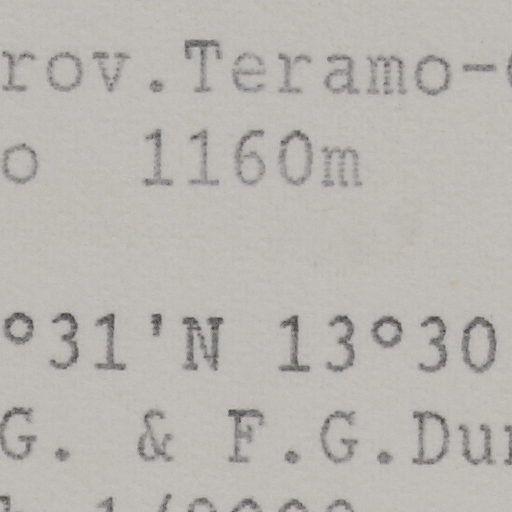 rov.Teramo-
o 1160m
°31'N 13°30
G. & F.G.Du